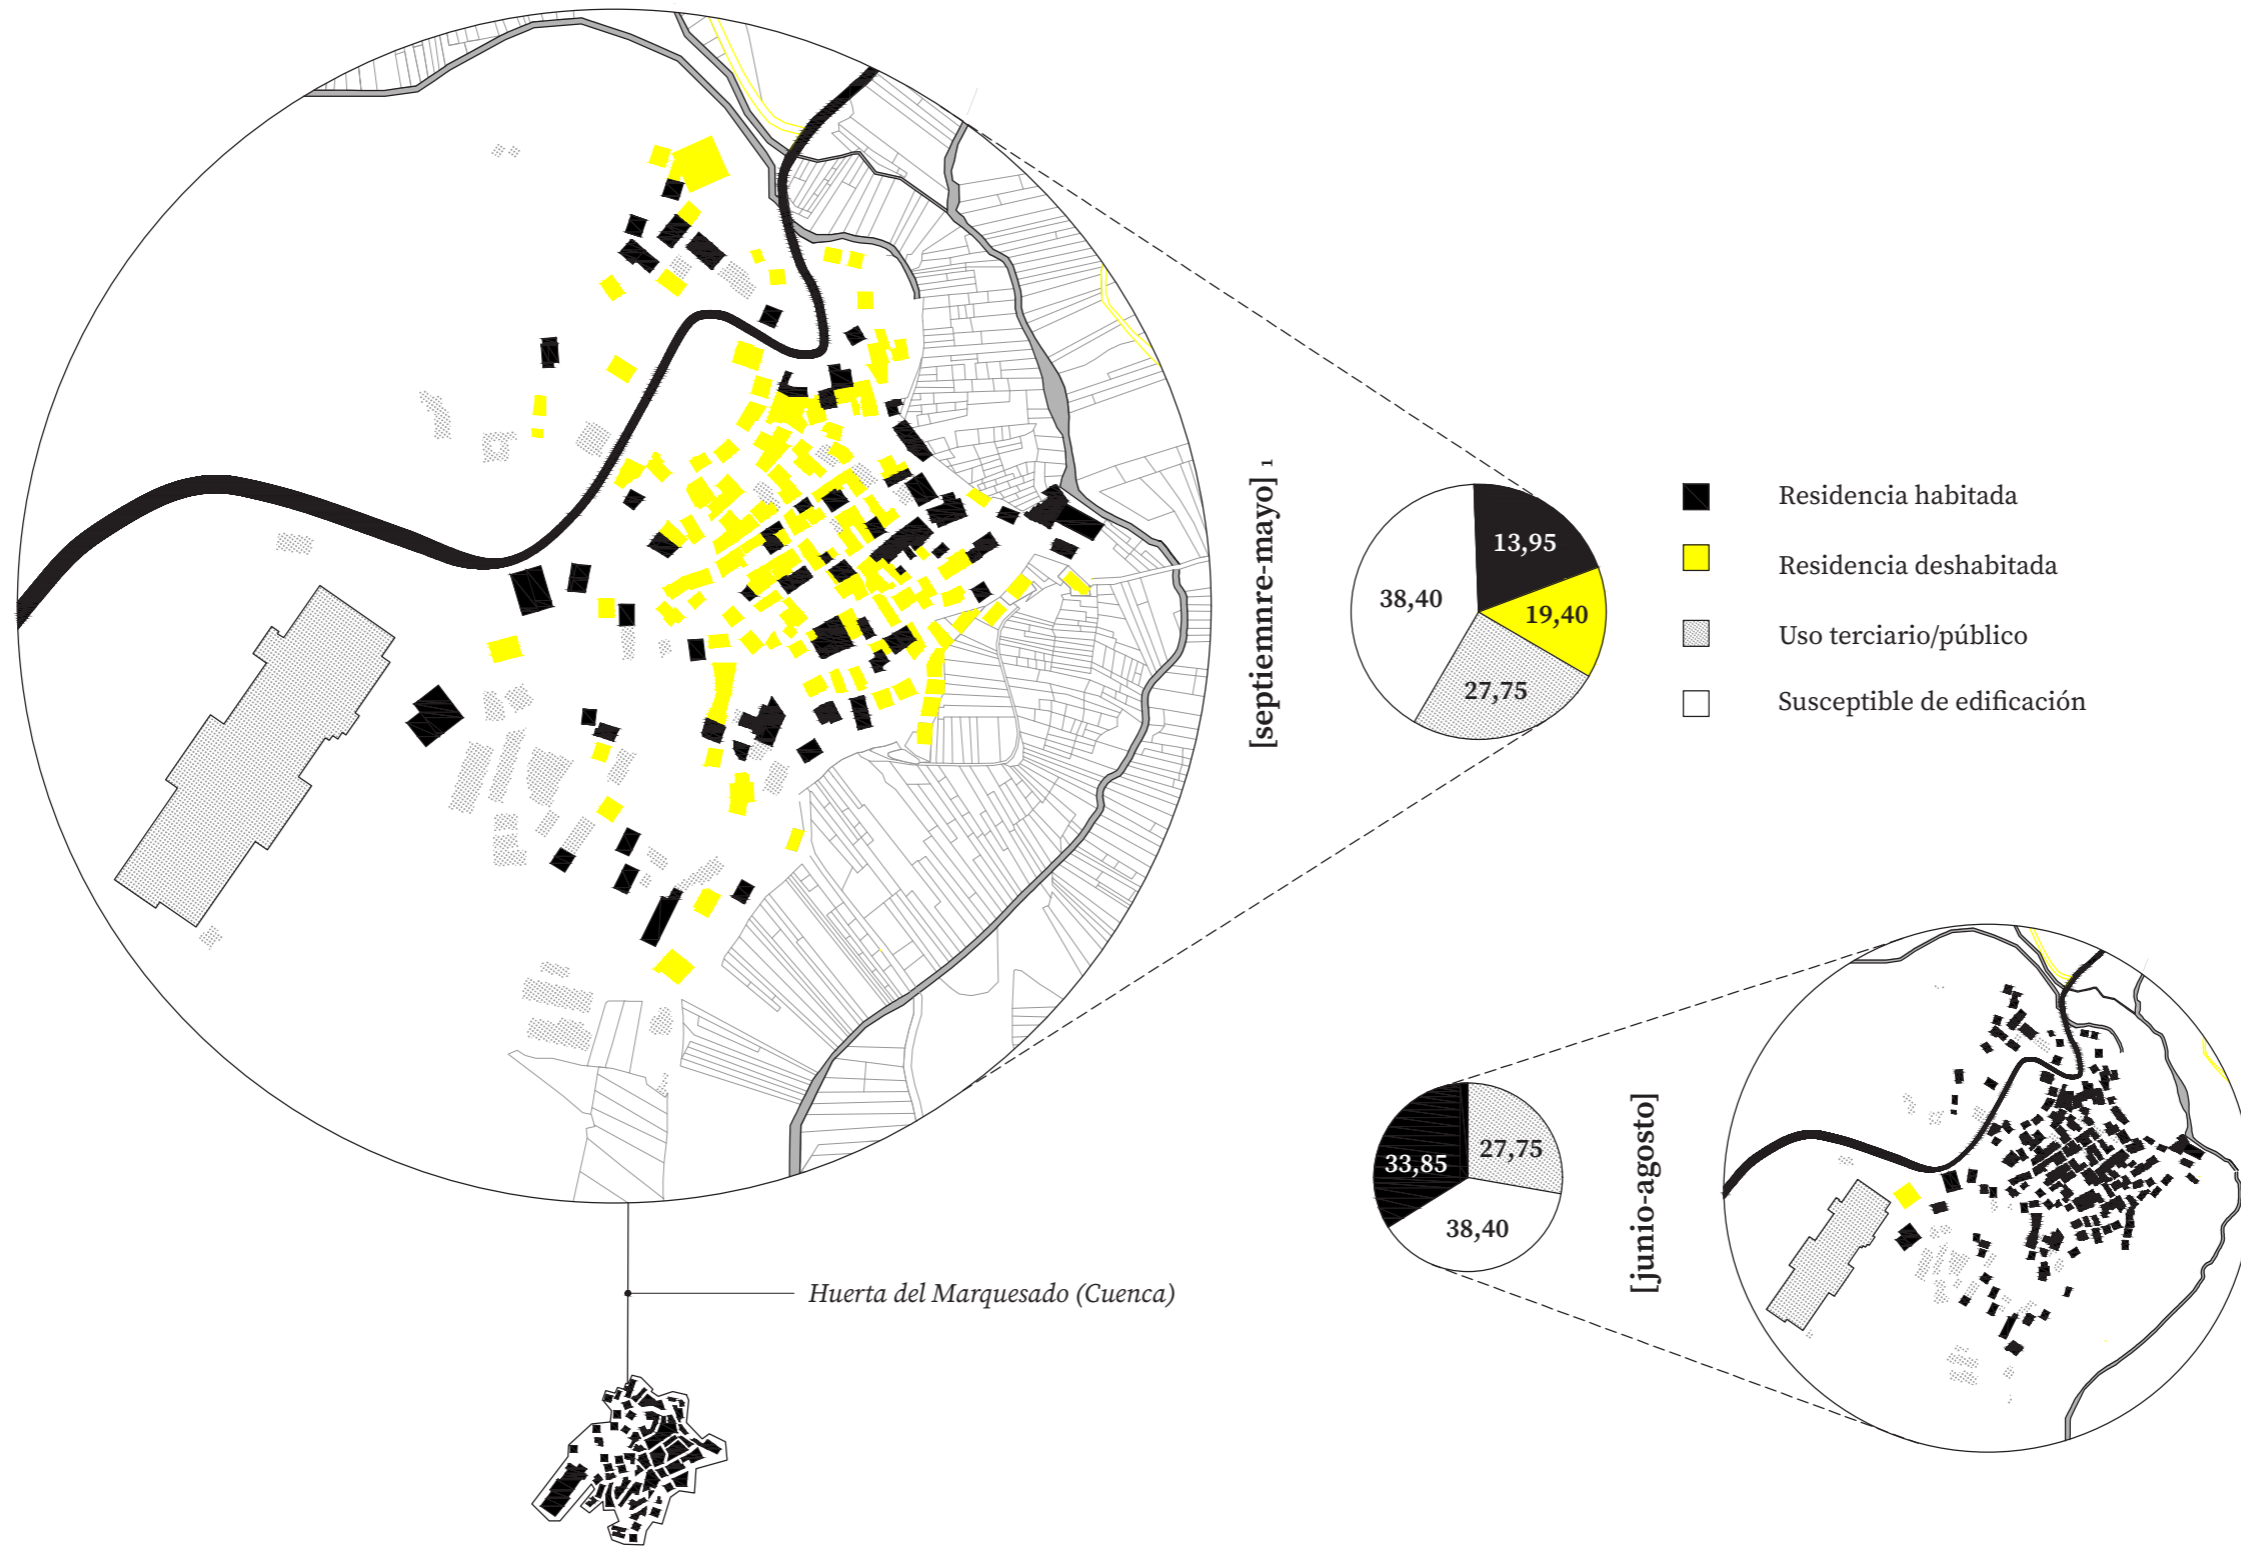 [septiemnre-mayo] 1
13,95
19,40
27,75
38,40
Residencia habitada
Residencia deshabitada
Uso terciario/público
Susceptible de edificación
33,85
27,75
38,40
[junio-agosto]
Huerta del Marquesado (Cuenca)